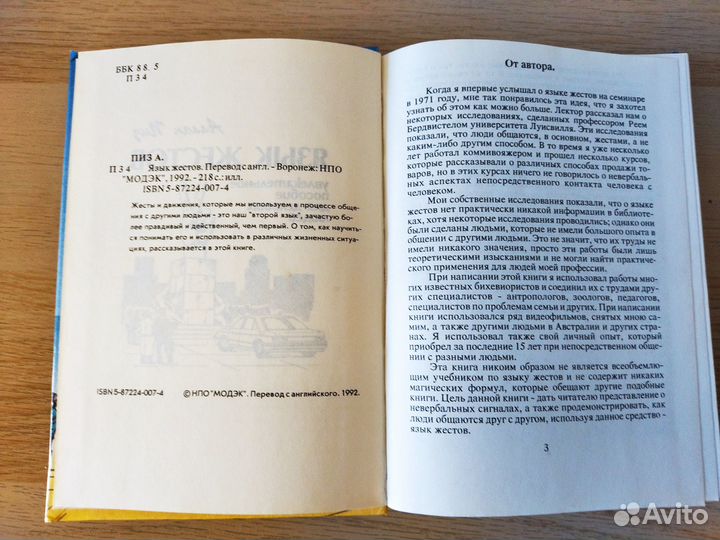 ББК 88. 5
П 3 4
ПИЗ А.
П 3 4 Язык жестов. Перевод с англ. - Воронеж: НПО
"МОДЭК", 1992. - 218 с.: илл.
ISBN 5-87224-007-4
Жесты и движения, которые мы используем в процессе обще-
ния с другими людьми - это наш "второй язык", зачастую бо-
лее правдивый и действенный, чем первый. О том, как научить-
ся понимать его и использовать в различных жизненных ситуа-
циях, рассказывается в этой книге.
ISBN 5-87224-007-4
© НПО "МОДЭК". Перевод с английского. 1992.
От автора.
Когда я впервые услышал о языке жестов на семинаре
в 1971 году, мне так понравилось эта идея, что я захотел
узнать об этом как можно больше. Лектор рассказал нам о
некоторых исследованиях, сделанных профессором Реем
Бердвистелом университета Луисвилла. Эти исследования
показали, что люди общаются, в основном, жестами, а не
каким-либо другим способом. В то время я уже несколько
лет работал коммивояжером и прошел несколько курсов,
которые рассказывали о различных способах продажи то-
варов, но в этих курсах ничего не говорилось о невербаль-
ных аспектах непосредственного контакта человека с
человеком.
Мои собственные исследования показали, что о языке
жестов нет практически никакой информации в библиоте-
ках, хотя некоторые исследования проводились; однако они
были сделаны людьми, которые не имели большого опыта в
общении с другими людьми. Это не значит, что их труды не
имели никакого значения, просто эти работы были лишь
теоретическими изысканиями и не могли найти практичес-
кого применения для людей моей профессии.
При написании этой книги я использовал работы мно-
гих известных бихевиористов и соединил их с трудами дру-
гих специалистов - антропологов, зоологов, педагогов,
специалистов по проблемам семьи и других. При написании
книги использовался ряд видеофильмов, снятых мною са-
мим, а также другими людьми в Австралии и других стра-
нах. Я использовал также свой личный опыт, который
приобрел за последние 15 лет при непосредственном общении
с разными людьми.
Эта книга никоим образом не является всеобъемлю-
щим учебником по языку жестов и не содержит никаких
магических формул, которые обещают другие подобные
книги. Цель данной книги - дать читателю представление о
невербальных сигналах, а также продемонстрировать, как
люди общаются друг с другом, используя данное средство -
язык жестов.
3
Avito